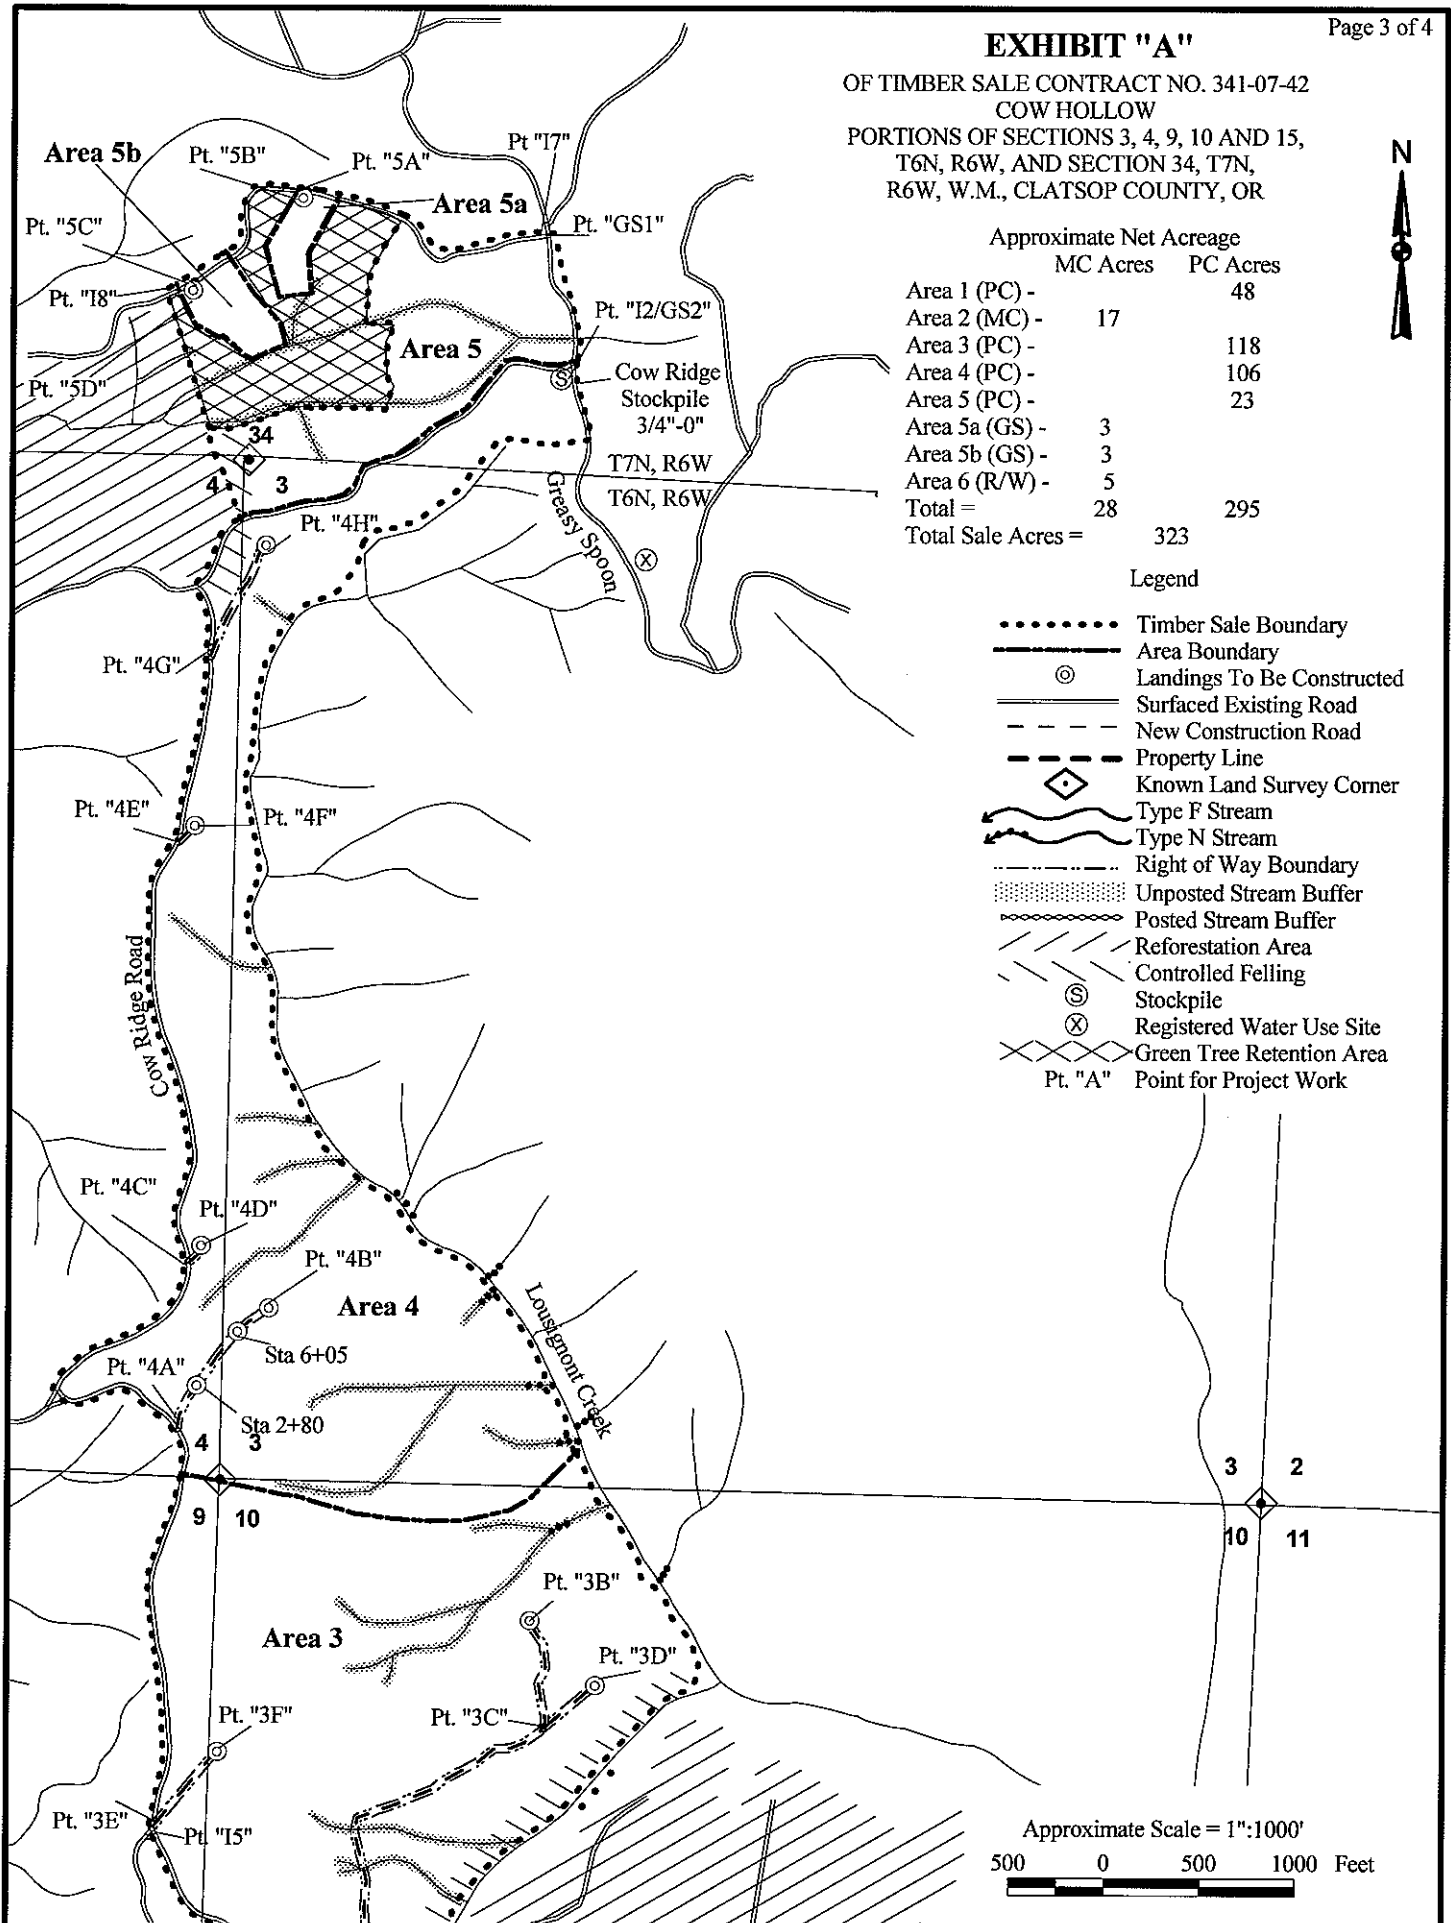 Page 3 of 4
EXHIBIT "A"
OF TIMBER SALE CONTRACT NO. 341-07-42
COW HOLLOW
PORTIONS OF SECTIONS 3, 4, 9, 10 AND 15,
T6N, R6W, AND SECTION 34, T7N,
R6W, W.M., CLATSOP COUNTY, OR
N
Approximate Net Acreage
MC Acres PC Acres
Area 1 (PC) - 48
Area 2 (MC) - 17
Area 3 (PC) - 118
Area 4 (PC) - 106
Area 5 (PC) - 23
Area 5a (GS) - 3
Area 5b (GS) - 3
Area 6 (R/W) - 5
Total = 28 295
Total Sale Acres = 323
Legend
Timber Sale Boundary
Area Boundary
Landings To Be Constructed
Surfaced Existing Road
New Construction Road
Property Line
Known Land Survey Corner
Type F Stream
Type N Stream
Right of Way Boundary
Unposted Stream Buffer
Posted Stream Buffer
Reforestation Area
Controlled Felling
S Stockpile
X Registered Water Use Site
Green Tree Retention Area
Pt. "A" Point for Project Work
Area 5b
Pt. "5B"
Pt. "5A"
Pt "I7"
Area 5a
Pt. "GS1"
Pt. "5C"
Pt. "I8"
Pt. "I2/GS2"
Area 5
S
Cow Ridge
Stockpile
3/4"-0"
Pt. "5D"
34
4 3
T7N, R6W
T6N, R6W
Greasy Spoon
X
Pt. "4H"
Pt. "4G"
Pt. "4E"
Pt. "4F"
Cow Ridge Road
Pt. "4C"
Pt. "4D"
Pt. "4B"
Area 4
Lousignont Creek
Sta 6+05
Pt. "4A"
Sta 2+80
4 3
9 10
3 2
10 11
Pt. "3B"
Area 3
Pt. "3D"
Pt. "3C"
Pt. "3F"
Pt. "3E"
Pt. "I5"
Approximate Scale = 1":1000'
500 0 500 1000 Feet